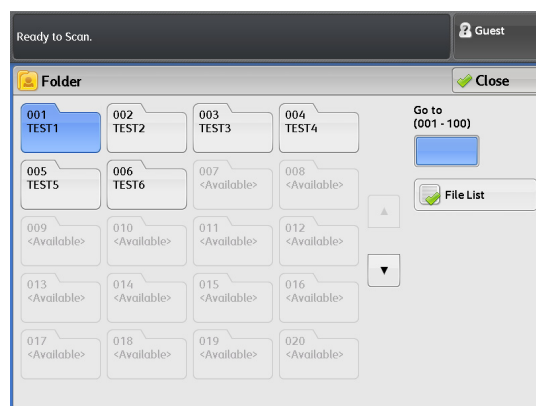 Ready to Scan.
Guest
Folder
Close
001
TEST1
002
TEST2
003
TEST3
004
TEST4
Go to
(001 - 100)
005
TEST5
006
TEST6
007
<Available>
008
<Available>
File List
009
<Available>
010
<Available>
011
<Available>
012
<Available>
013
<Available>
014
<Available>
015
<Available>
016
<Available>
017
<Available>
018
<Available>
019
<Available>
020
<Available>